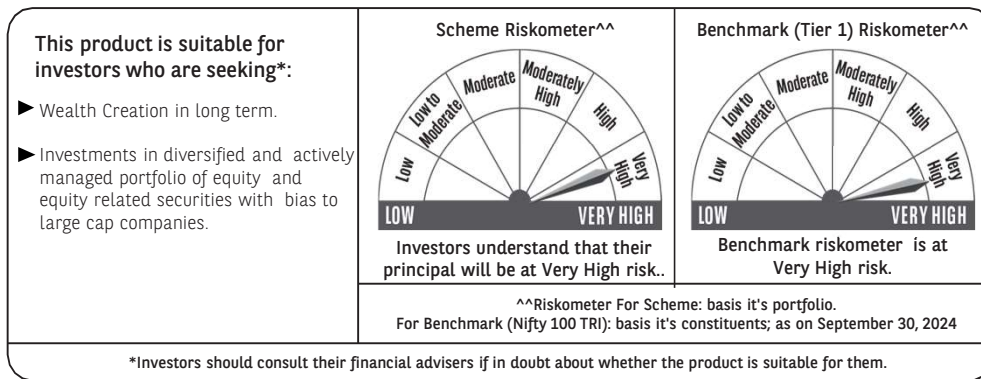 This product is suitable for
investors who are seeking*:
► Wealth Creation in long term.
► Investments in diversified and actively
managed portfolio of equity and
equity related securities with bias to
large cap companies.
Scheme Riskometer^^
Low
Low to
Moderate
Moderate
Moderately
High
High
Very
High
LOW
VERY HIGH
Investors understand that their
principal will be at Very High risk..
Benchmark (Tier 1) Riskometer^^
Low
Low to
Moderate
Moderate
Moderately
High
High
Very
High
LOW
VERY HIGH
Benchmark riskometer is at
Very High risk.
^^Riskometer For Scheme: basis it's portfolio.
For Benchmark (Nifty 100 TRI): basis it's constituents; as on September 30, 2024
*Investors should consult their financial advisers if in doubt about whether the product is suitable for them.